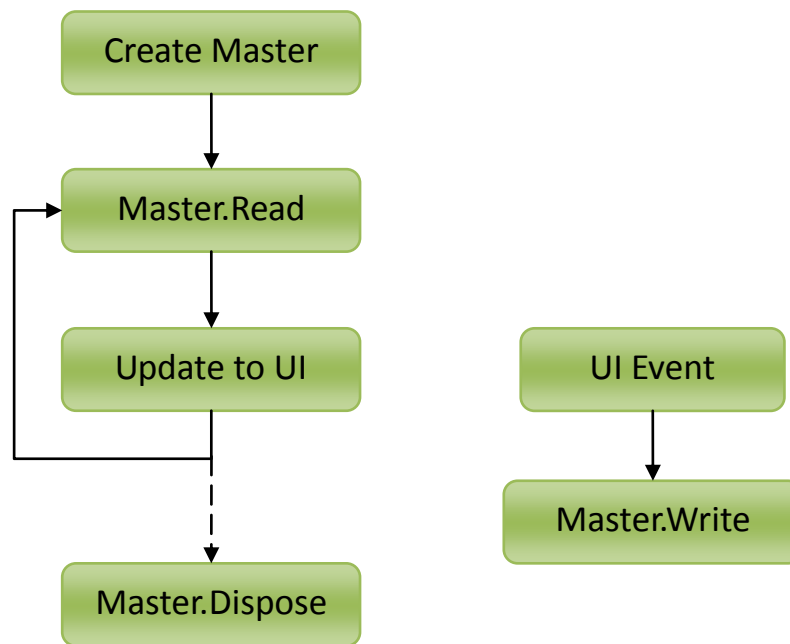 Create Master
Master.Read
Update to UI
Master.Dispose
UI Event
Master.Write